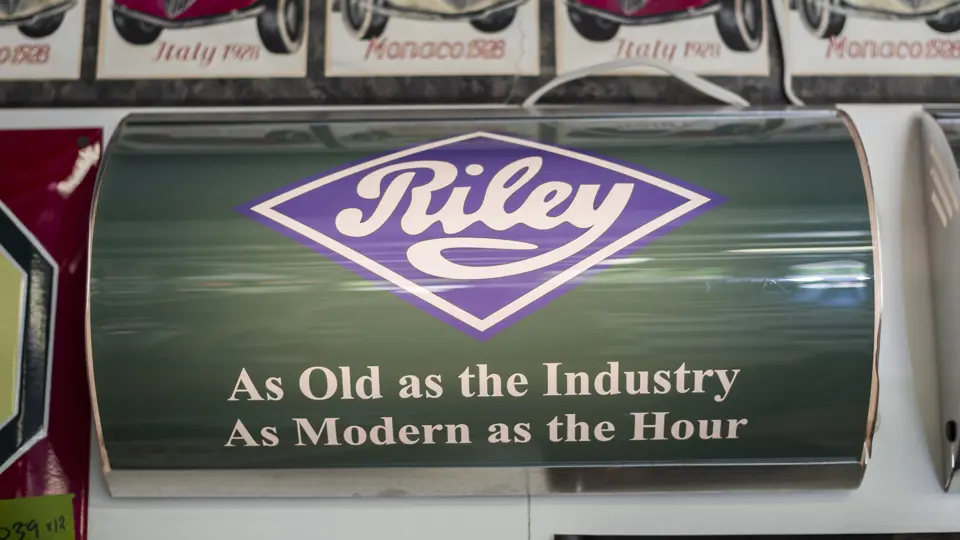 Italy 1928
Monaco 1928
Italy 1928
Monaco 1928
Riley
As Old as the Industry
As Modern as the Hour